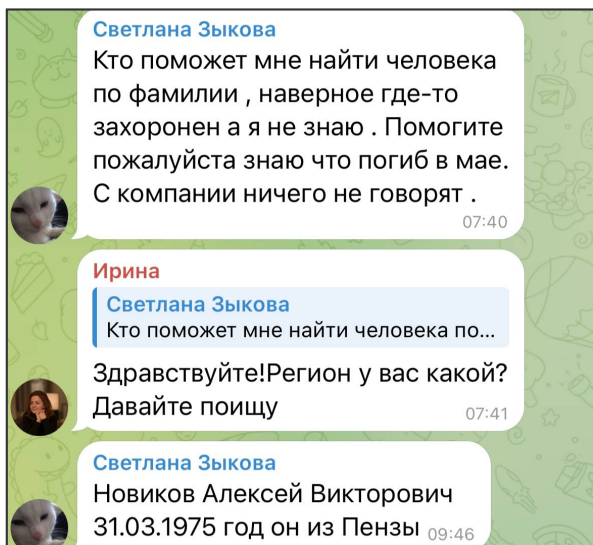 Светлана Зыкова
Кто поможет мне найти человека
по фамилии , наверное где-то
захоронен а я не знаю . Помогите
пожалуйста знаю что погиб в мае.
С компании ничего не говорят .
07:40
Ирина
Светлана Зыкова
Кто поможет мне найти человека по...
Здравствуйте!Регион у вас какой?
Давайте поищу
07:41
Светлана Зыкова
Новиков Алексей Викторович
31.03.1975 год он из Пензы 09:46